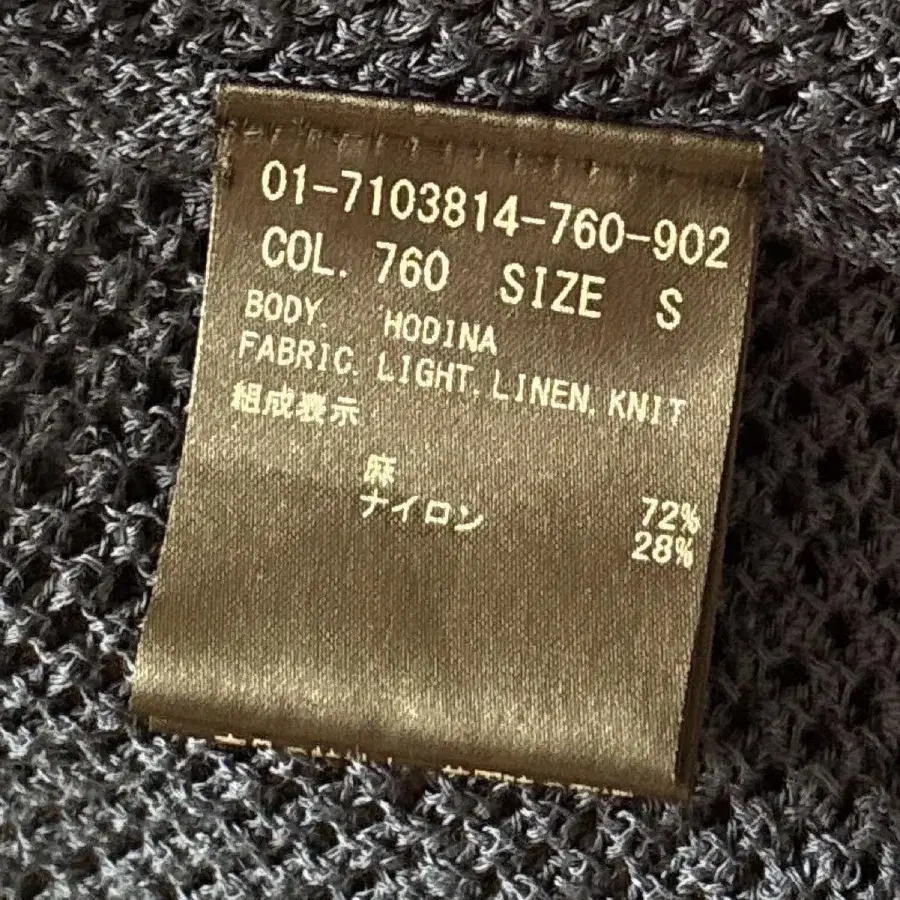 01-7103814-760-902
COL. 760 SIZE S
BODY HODINA
FABRIC. LIGHT. LINEN. KNIT
組成表示
麻 72%
ナイロン 28%